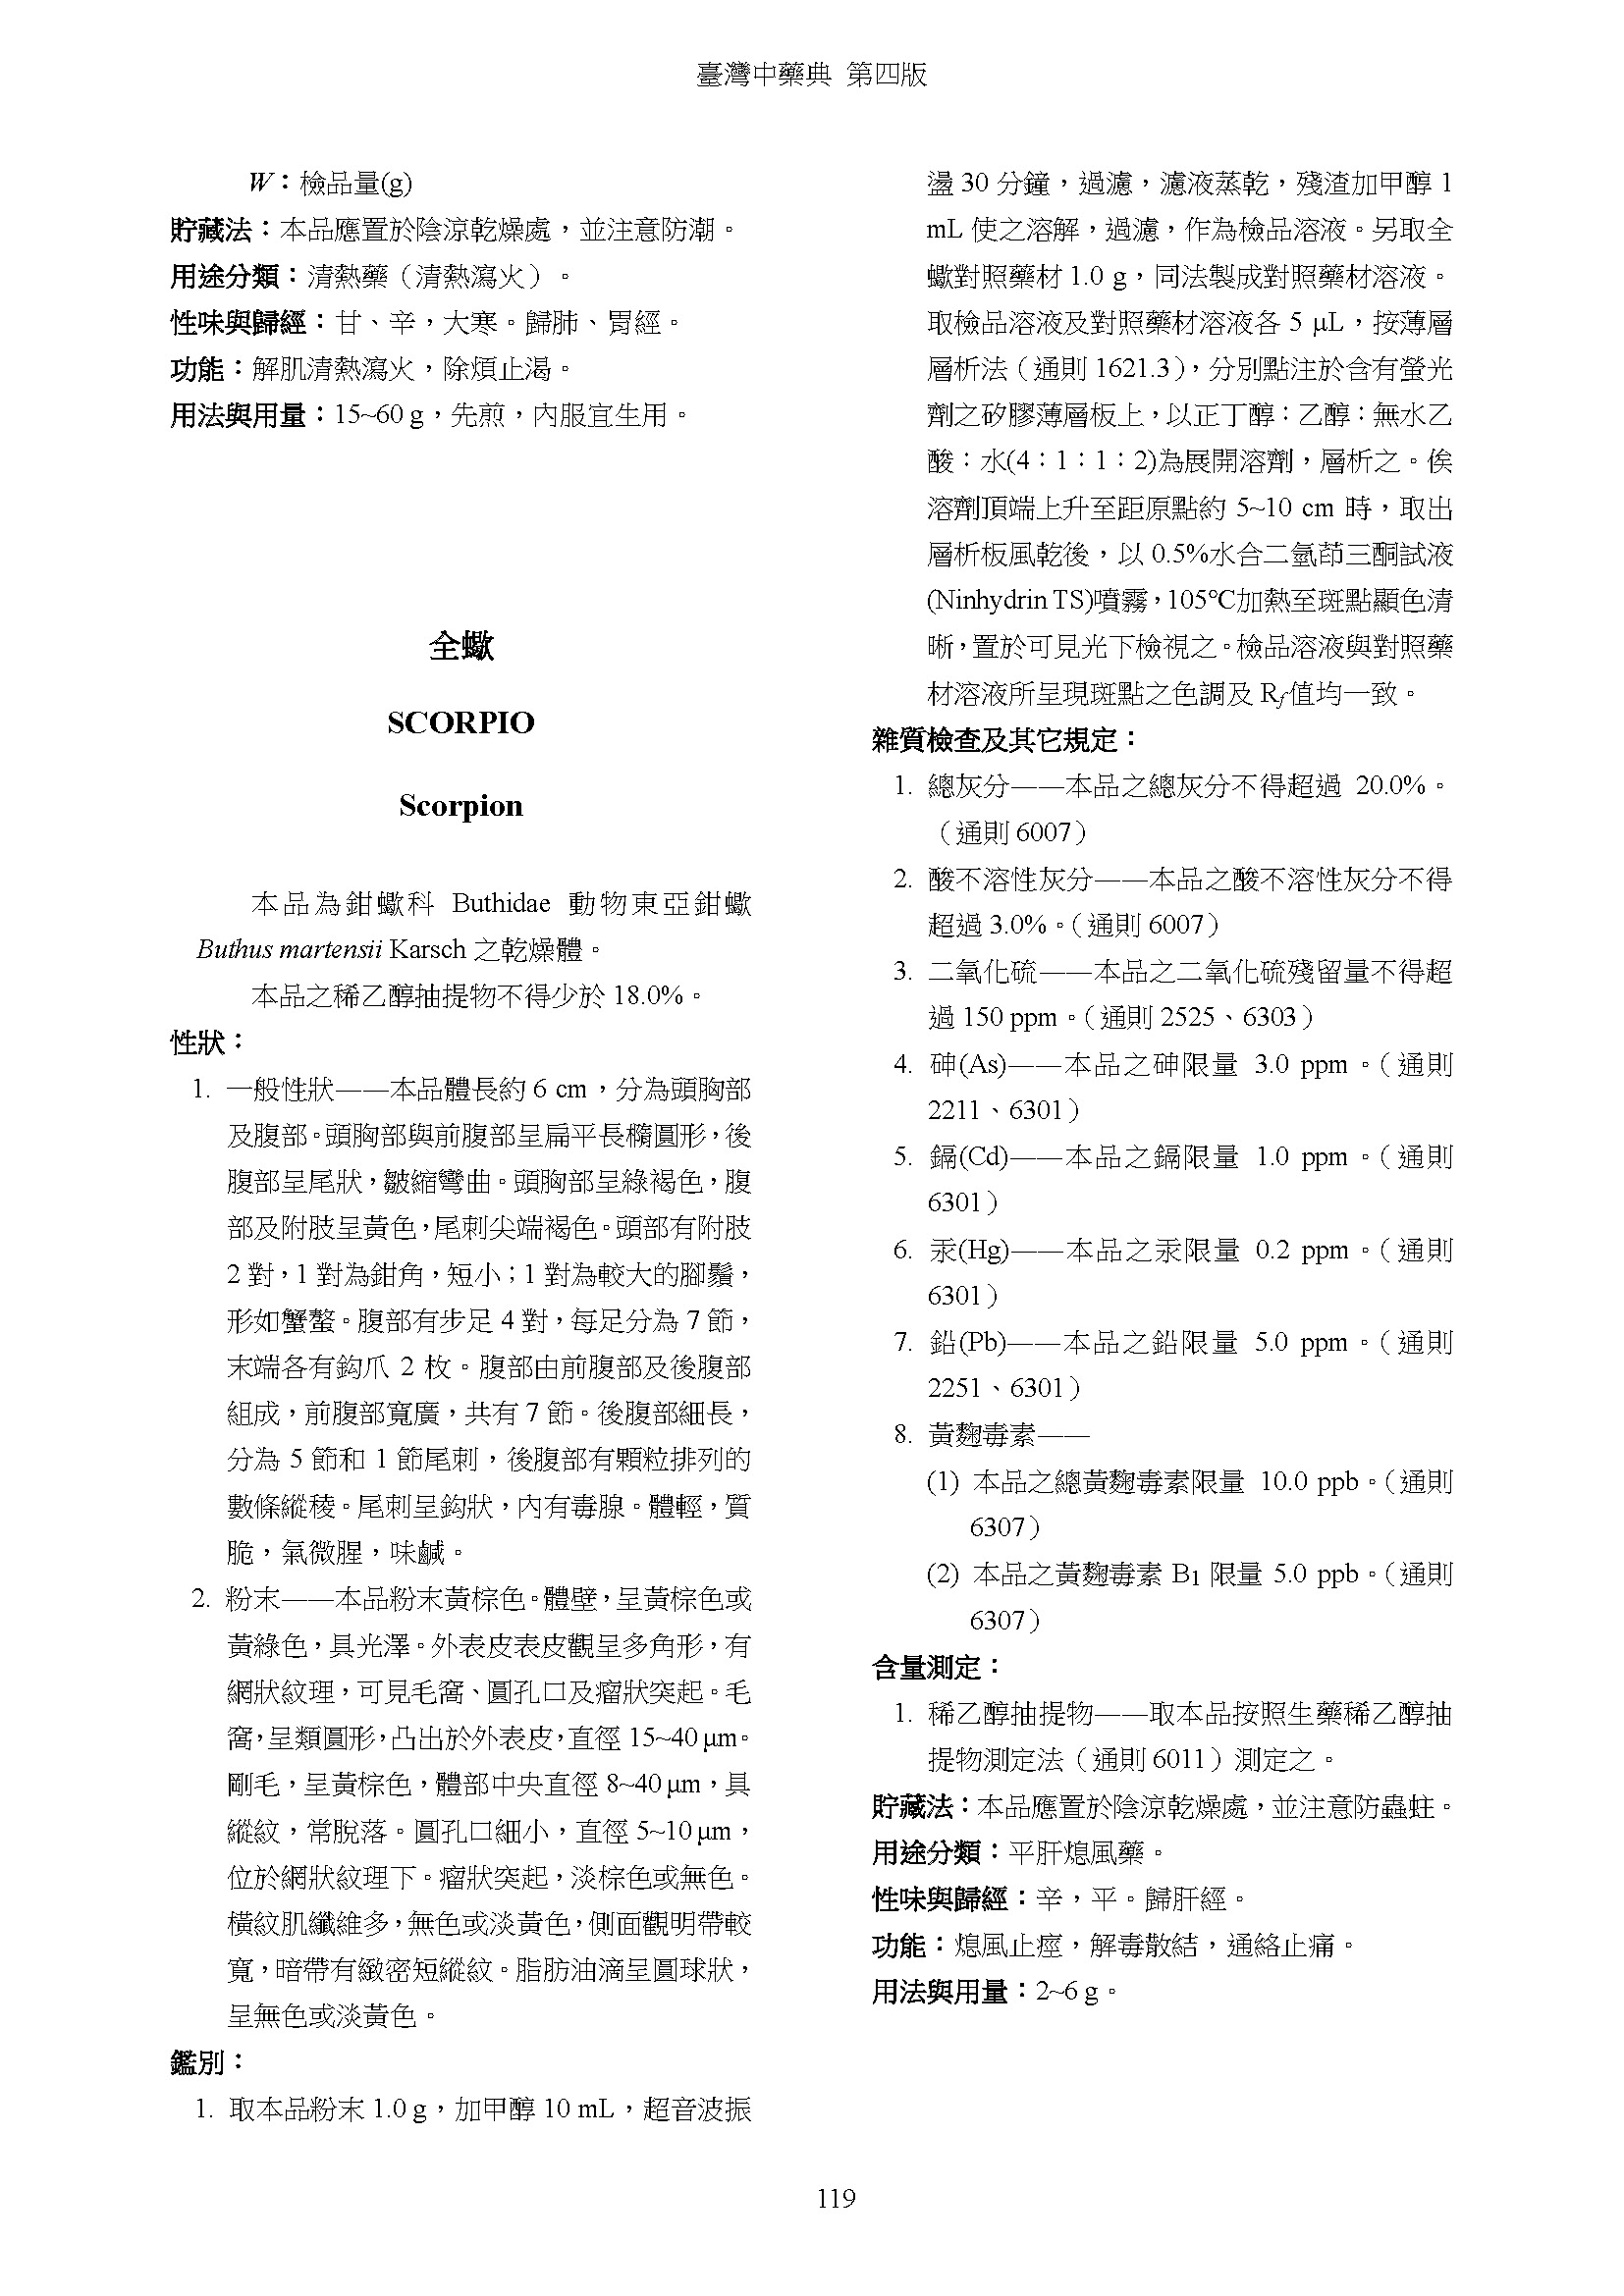 臺灣中藥典 第四版
W：檢品量(g)
貯藏法：本品應置於陰涼乾燥處，並注意防潮。
用途分類：清熱藥（清熱瀉火）。
性味與歸經：甘、辛，大寒。歸肺、胃經。
功能：解肌清熱瀉火，除煩止渴。
用法與用量：15~60 g，先煎，內服宜生用。
全蠍
SCORPIO
Scorpion
本品為鉗蠍科 Buthidae 動物東亞鉗蠍
Buthus martensii Karsch 之乾燥體。
本品之稀乙醇抽提物不得少於 18.0%。
性狀：
1. 一般性狀——本品體長約 6 cm，分為頭胸部
及腹部。頭胸部與前腹部呈扁平長橢圓形，後
腹部呈尾狀，皺縮彎曲。頭胸部呈綠褐色，腹
部及附肢呈黃色，尾刺尖端褐色。頭部有附肢
2 對，1 對為鉗角，短小；1 對為較大的腳鬚，
形如蟹螯。腹部有步足 4 對，每足分為 7 節，
末端各有鈎爪 2 枚。腹部由前腹部及後腹部
組成，前腹部寬廣，共有 7 節。後腹部細長，
分為 5 節和 1 節尾刺，後腹部有顆粒排列的
數條縱稜。尾刺呈鈎狀，內有毒腺。體輕，質
脆，氣微腥，味鹹。
2. 粉末——本品粉末黃棕色。體壁，呈黃棕色或
黃綠色，具光澤。外表皮表皮觀呈多角形，有
網狀紋理，可見毛窩、圓孔口及瘤狀突起。毛
窩，呈類圓形，凸出於外表皮，直徑 15~40 μm。
剛毛，呈黃棕色，體部中央直徑 8~40 μm，具
縱紋，常脫落。圓孔口細小，直徑 5~10 μm，
位於網狀紋理下。瘤狀突起，淡棕色或無色。
橫紋肌纖維多，無色或淡黃色，側面觀明帶較
寬，暗帶有緻密短縱紋。脂肪油滴呈圓球狀，
呈無色或淡黃色。
鑑別：
1. 取本品粉末 1.0 g，加甲醇 10 mL，超音波振
盪 30 分鐘，過濾，濾液蒸乾，殘渣加甲醇 1
mL 使之溶解，過濾，作為檢品溶液。另取全
蠍對照藥材 1.0 g，同法製成對照藥材溶液。
取檢品溶液及對照藥材溶液各 5 μL，按薄層
層析法（通則 1621.3），分別點注於含有螢光
劑之矽膠薄層板上，以正丁醇：乙醇：無水乙
酸：水(4：1：1：2)為展開溶劑，層析之。俟
溶劑頂端上升至距原點約 5~10 cm 時，取出
層析板風乾後，以 0.5%水合二氫茚三酮試液
(Ninhydrin TS)噴霧，105℃加熱至斑點顯色清
晰，置於可見光下檢視之。檢品溶液與對照藥
材溶液所呈現斑點之色調及 Rf值均一致。
雜質檢查及其它規定：
1. 總灰分——本品之總灰分不得超過 20.0%。
（通則 6007）
2. 酸不溶性灰分——本品之酸不溶性灰分不得
超過 3.0%。（通則 6007）
3. 二氧化硫——本品之二氧化硫殘留量不得超
過 150 ppm。（通則 2525、6303）
4. 砷(As)——本品之砷限量 3.0 ppm。（通則
2211、6301）
5. 鎘(Cd)——本品之鎘限量 1.0 ppm。（通則
6301）
6. 汞(Hg)——本品之汞限量 0.2 ppm。（通則
6301）
7. 鉛(Pb)——本品之鉛限量 5.0 ppm。（通則
2251、6301）
8. 黃麴毒素——
(1) 本品之總黃麴毒素限量 10.0 ppb。（通則
6307）
(2) 本品之黃麴毒素 B1 限量 5.0 ppb。（通則
6307）
含量測定：
1. 稀乙醇抽提物——取本品按照生藥稀乙醇抽
提物測定法（通則 6011）測定之。
貯藏法：本品應置於陰涼乾燥處，並注意防蟲蛀。
用途分類：平肝熄風藥。
性味與歸經：辛，平。歸肝經。
功能：熄風止痙，解毒散結，通絡止痛。
用法與用量：2~6 g。
119